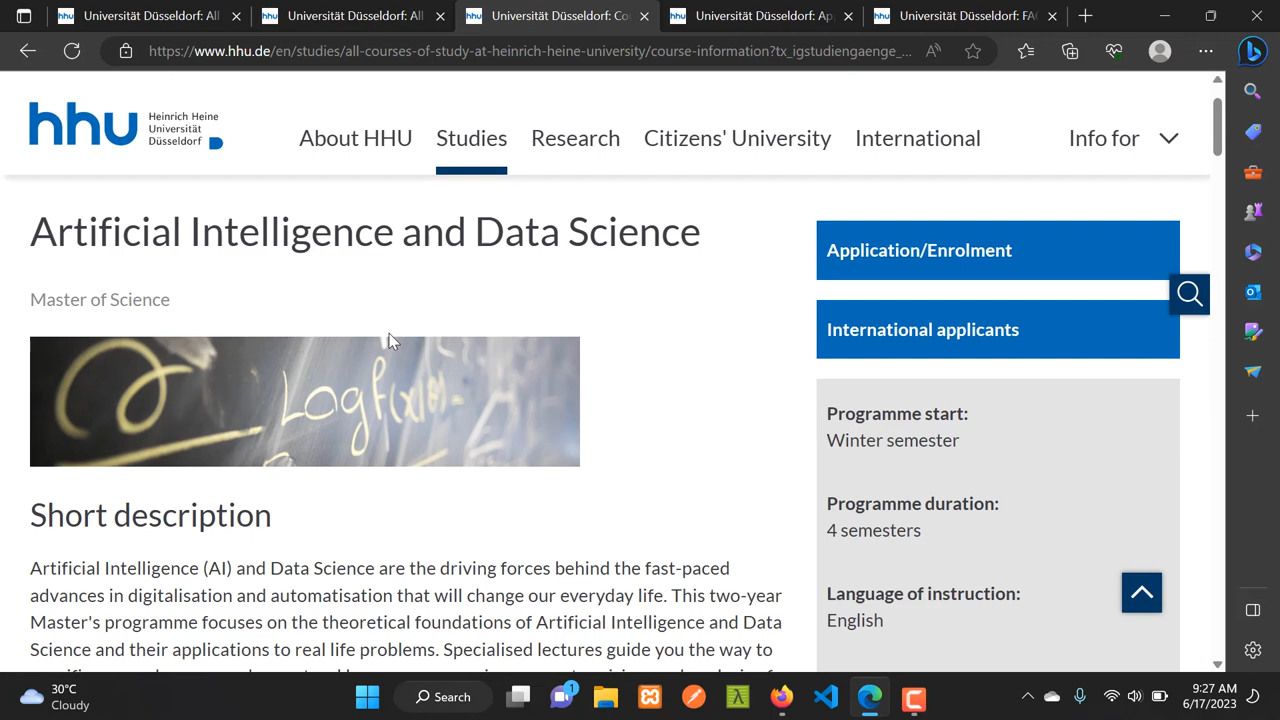 Universität Düsseldorf: All
Universität Düsseldorf: All
Universität Düsseldorf: Co
Universität Düsseldorf: Ap
Universität Düsseldorf: FA
https://www.hhu.de/en/studies/all-courses-of-study-at-heinrich-heine-university/course-information?tx_igstudiengaenge_...
hhu
Heinrich Heine
Universität
Düsseldorf
About HHU
Studies
Research
Citizens' University
International
Info for
Artificial Intelligence and Data Science
Master of Science
Log f(x|θ)=
Short description
Artificial Intelligence (AI) and Data Science are the driving forces behind the fast-paced
advances in digitalisation and automatisation that will change our everyday life. This two-year
Master's programme focuses on the theoretical foundations of Artificial Intelligence and Data
Science and their applications to real life problems. Specialised lectures guide you the way to
Application/Enrolment
International applicants
Programme start:
Winter semester
Programme duration:
4 semesters
Language of instruction:
English
30°C
Cloudy
Search
1
9:27 AM
6/17/2023